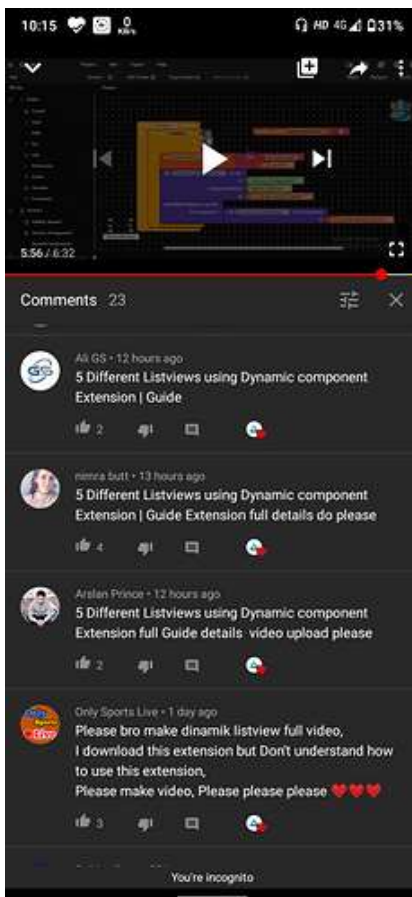 10:15
HD 4G 31%
5:56 / 6:32
Comments 23
Ali GS • 12 hours ago
5 Different Listviews using Dynamic component
Extension | Guide
2
nimra butt • 13 hours ago
5 Different Listviews using Dynamic component
Extension | Guide Extension full details do please
4
Arslan Prince • 12 hours ago
5 Different Listviews using Dynamic component
Extension full Guide details video upload please
2
Only Sports Live • 1 day ago
Please bro make dinamik listview full video,
I download this extension but Don't understand how
to use this extension,
Please make video, Please please please ❤️❤️❤️
3
You're incognito